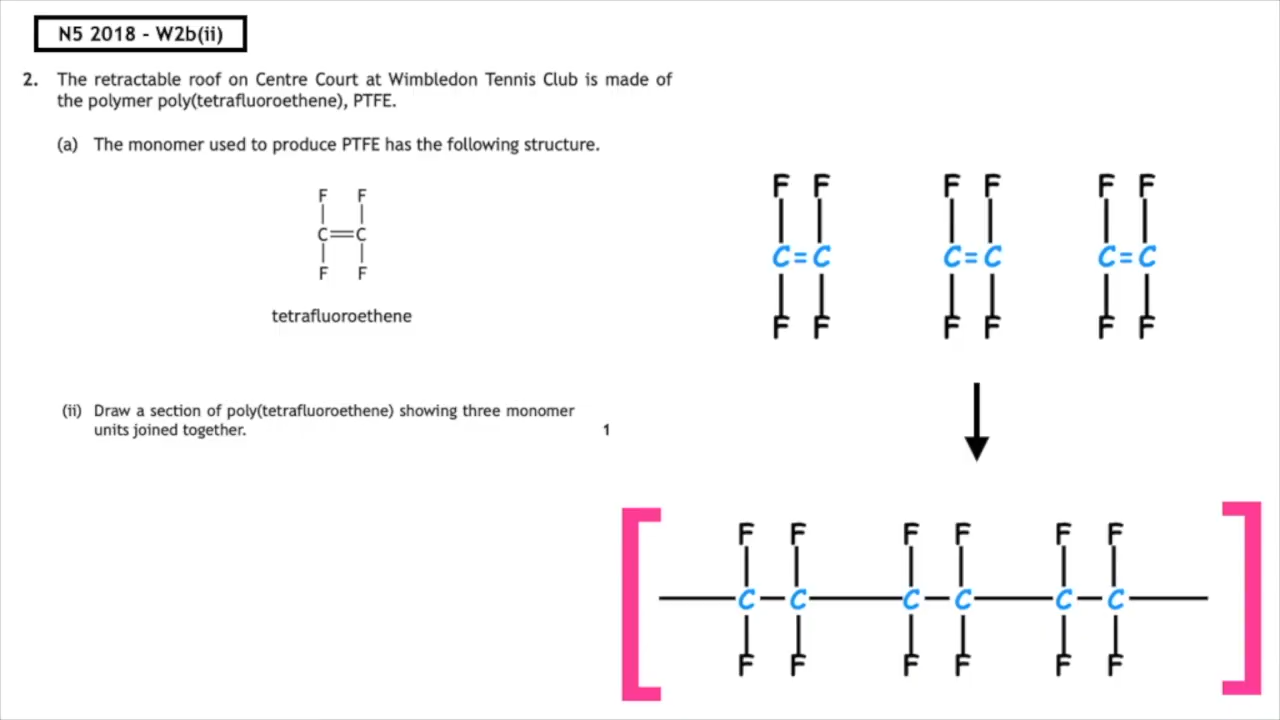 N5 2018 - W2b(ii)
2. The retractable roof on Centre Court at Wimbledon Tennis Club is made of
the polymer poly(tetrafluoroethene), PTFE.
(a) The monomer used to produce PTFE has the following structure.
F F
C=C
F F
tetrafluoroethene
(ii) Draw a section of poly(tetrafluoroethene) showing three monomer
units joined together. 1
F F F F F F
C=C C=C C=C
F F F F F F
F F F F F F
C C C C C C
F F F F F F